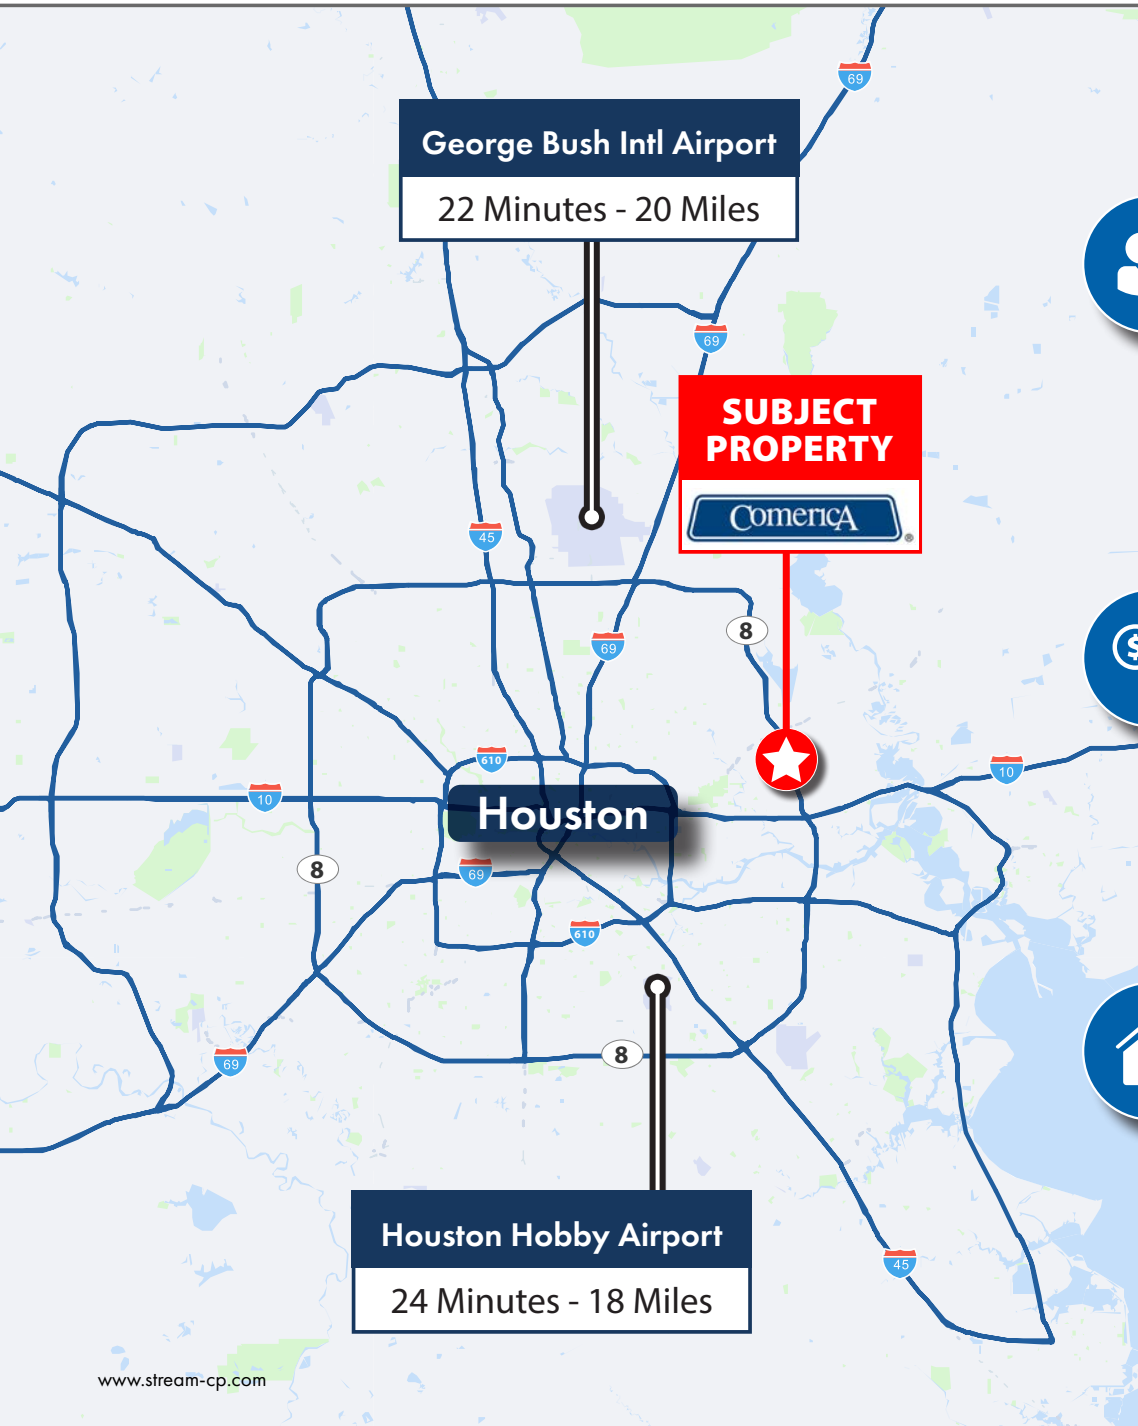 69
George Bush Intl Airport
22 Minutes - 20 Miles
69
SUBJECT
PROPERTY
COMERICA
®
45
8
69
610
10
10
Houston
8
69
610
8
69
Houston Hobby Airport
24 Minutes - 18 Miles
45
www.stream-cp.com
$